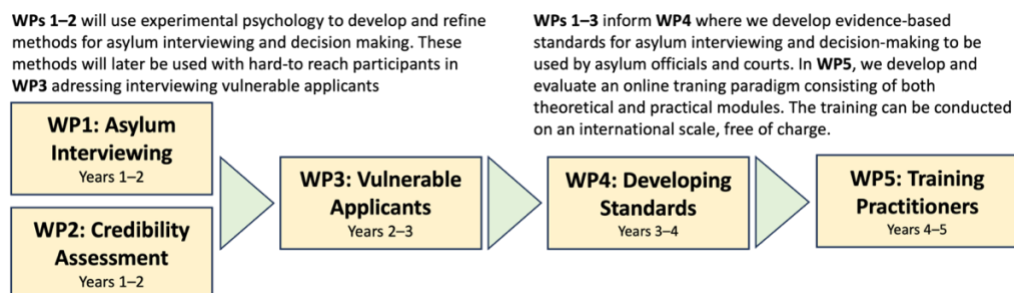 WPs 1–2 will use experimental psychology to develop and refine
methods for asylum interviewing and decision making. These
methods will later be used with hard-to reach participants in
WP3 adressing interviewing vulnerable applicants
WPs 1–3 inform WP4 where we develop evidence-based
standards for asylum interviewing and decision-making to be
used by asylum officials and courts. In WP5, we develop and
evaluate an online traning paradigm consisting of both
theoretical and practical modules. The training can be conducted
on an international scale, free of charge.
WP1: Asylum
Interviewing
Years 1–2
WP2: Credibility
Assessment
Years 1–2
WP3: Vulnerable
Applicants
Years 2–3
WP4: Developing
Standards
Years 3–4
WP5: Training
Practitioners
Years 4–5